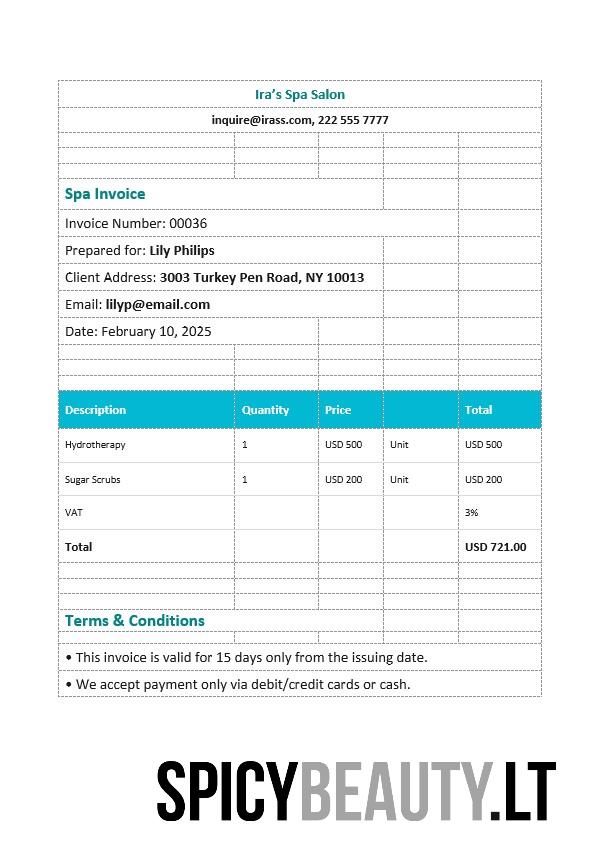 Ira’s Spa Salon
inquire@irass.com, 222 555 7777
Spa Invoice
Invoice Number: 00036
Prepared for: Lily Philips
Client Address: 3003 Turkey Pen Road, NY 10013
Email: lilyp@email.com
Date: February 10, 2025
Description Quantity Price Total
Hydrotherapy 1 USD 500 Unit USD 500
Sugar Scrubs 1 USD 200 Unit USD 200
VAT 3%
Total USD 721.00
Terms & Conditions
• This invoice is valid for 15 days only from the issuing date.
• We accept payment only via debit/credit cards or cash.
SPICYBEAUTY.LT